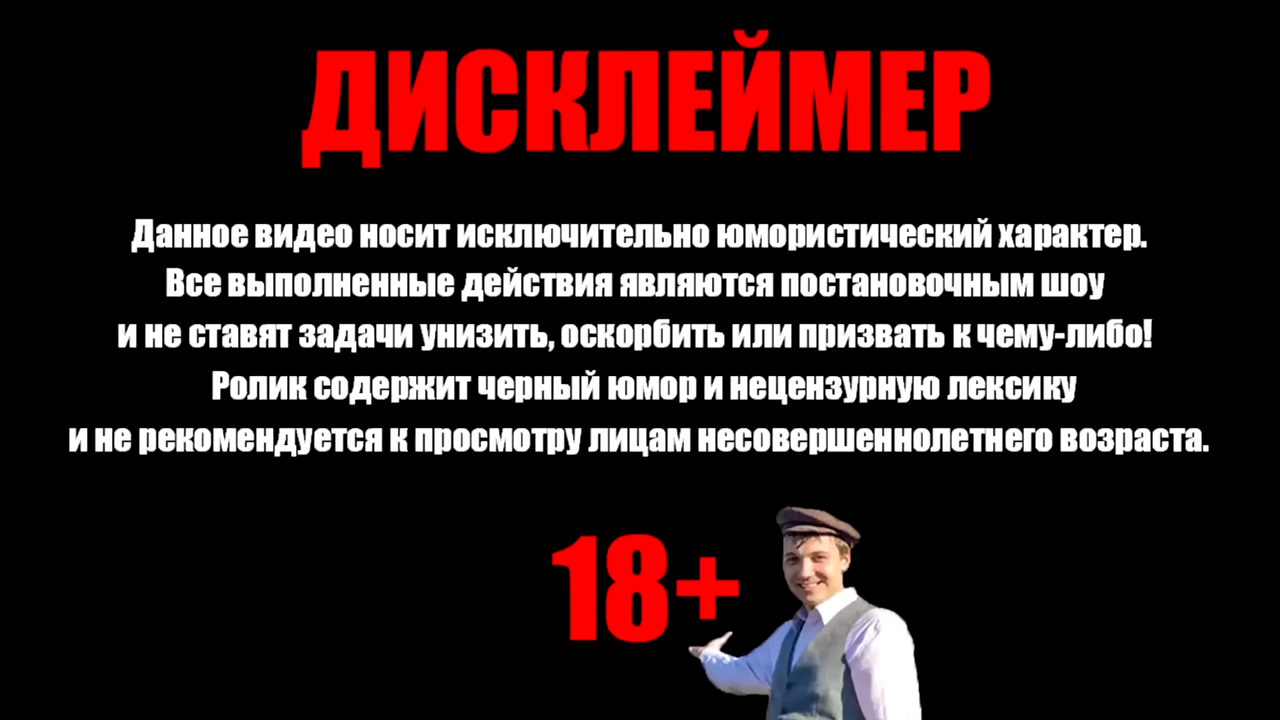 ДИСКЛЕЙМЕР
Данное видео носит исключительно юмористический характер.
Все выполненные действия являются постановочным шоу
и не ставят задачи унизить, оскорбить или призвать к чему-либо!
Ролик содержит черный юмор и нецензурную лексику
и не рекомендуется к просмотру лицам несовершеннолетнего возраста.
18+